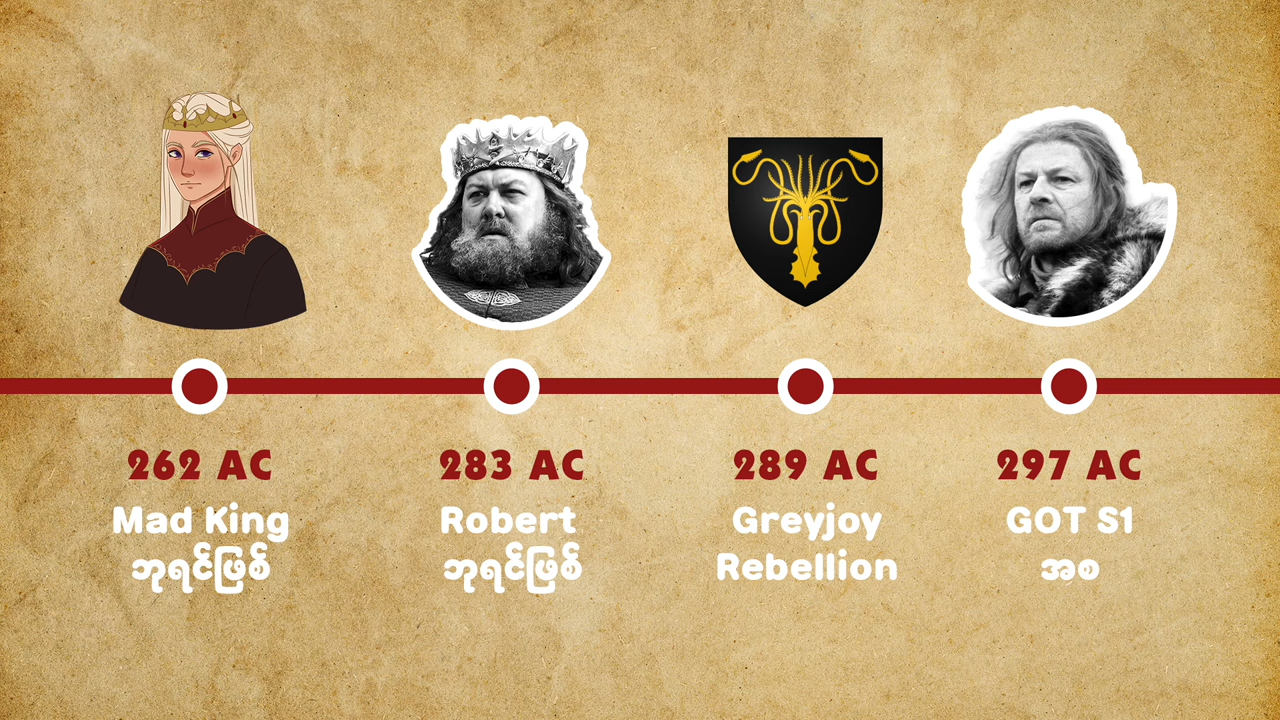 262 AC
Mad King
ဘုရင်ဖြစ်
283 AC
Robert
ဘုရင်ဖြစ်
289 AC
Greyjoy
Rebellion
297 AC
GOT S1
အစ